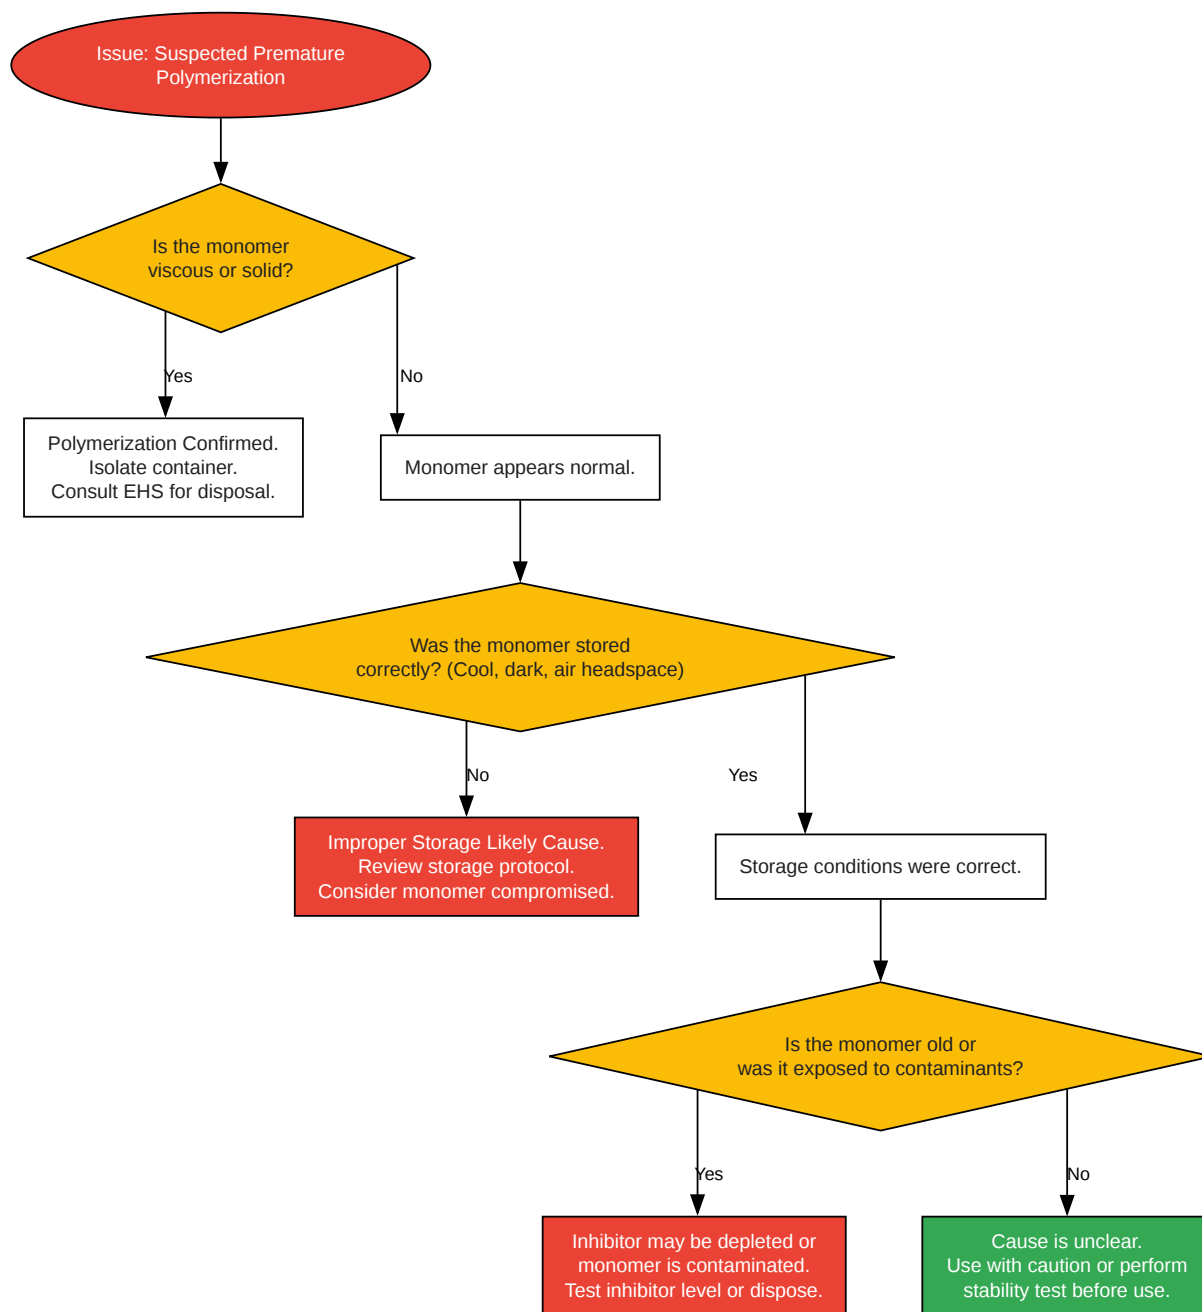 Issue: Suspected Premature
Polymerization
Is the monomer
viscous or solid?
Yes
No
Polymerization Confirmed.
Isolate container.
Consult EHS for disposal.
Monomer appears normal.
Was the monomer stored
correctly? (Cool, dark, air headspace)
No
Yes
Improper Storage Likely Cause.
Review storage protocol.
Consider monomer compromised.
Storage conditions were correct.
Is the monomer old or
was it exposed to contaminants?
Yes
No
Inhibitor may be depleted or
monomer is contaminated.
Test inhibitor level or dispose.
Cause is unclear.
Use with caution or perform
stability test before use.